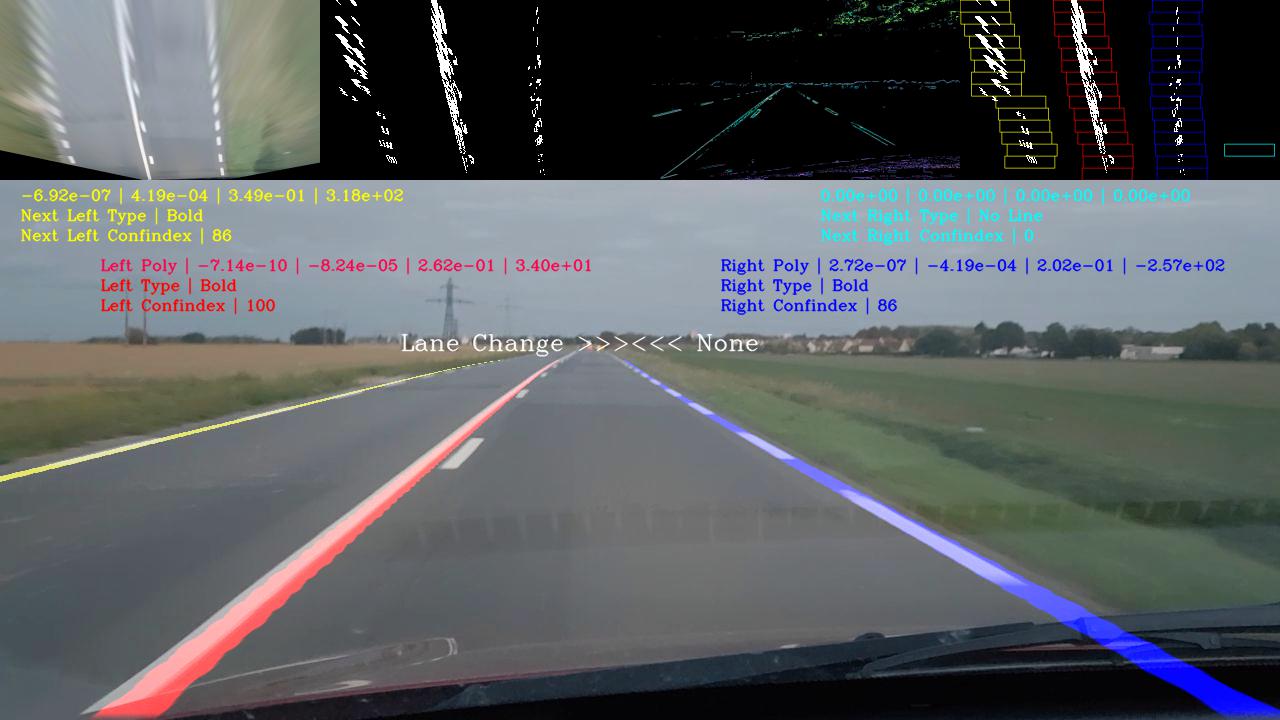 −6.92e−07 | 4.19e−04 | 3.49e−01 | 3.18e+02
Next Left Type | Bold
Next Left Confindex | 86
0.00e+00 | 0.00e+00 | 0.00e+00 | 0.00e+00
Next Right Type | No Line
Next Right Confindex | 0
Left Poly | −7.14e−10 | −8.24e−05 | 2.62e−01 | 3.40e+01
Left Type | Bold
Left Confindex | 100
Right Poly | 2.72e−07 | −4.19e−04 | 2.02e−01 | −2.57e+02
Right Type | Bold
Right Confindex | 86
Lane Change >>><<< None